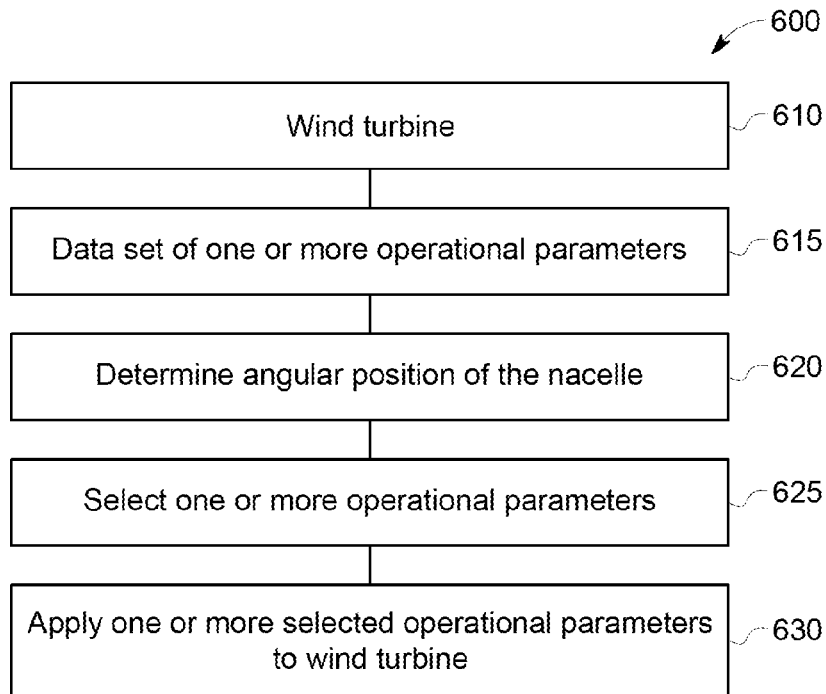 600
Wind turbine
610
Data set of one or more operational parameters
615
Determine angular position of the nacelle
620
Select one or more operational parameters
625
Apply one or more selected operational parameters
to wind turbine
630